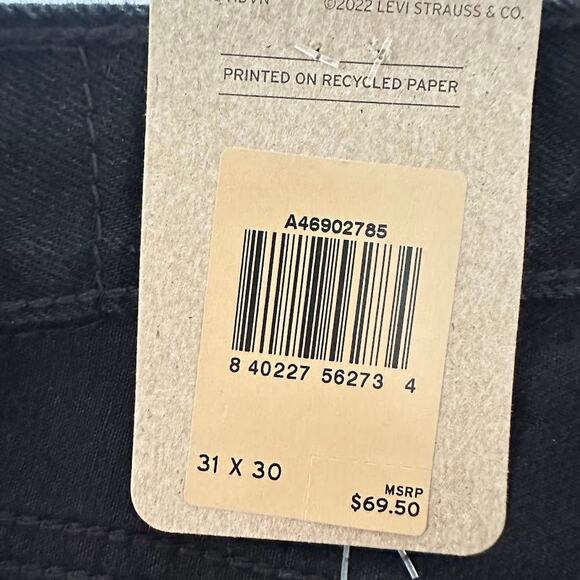 ©2022 LEVI STRAUSS & CO.
PRINTED ON RECYCLED PAPER
A46902785
8 40227 56273 4
31 X 30
MSRP
$69.50